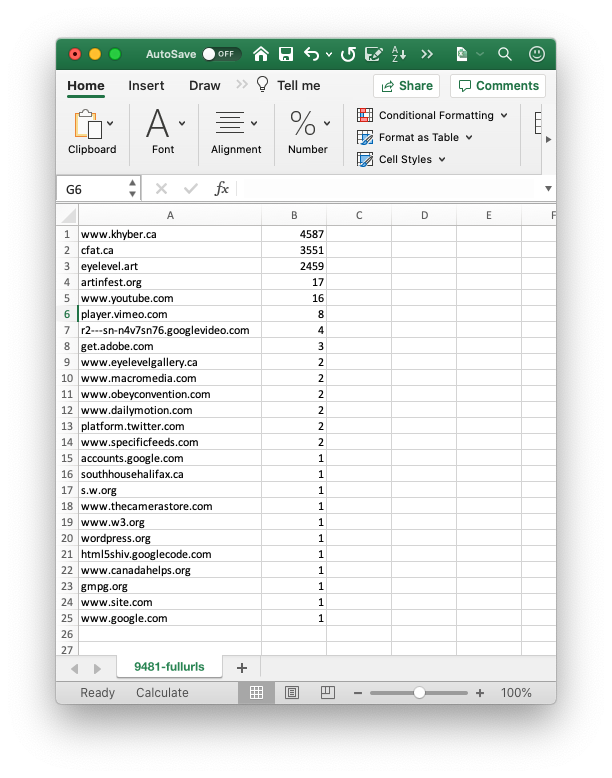 AutoSave OFF
Home Insert Draw Tell me Share Comments
Clipboard Font Alignment Number
Conditional Formatting
Format as Table
Cell Styles
G6 fx
A B C D E F
1 www.khyber.ca 4587
2 cfat.ca 3551
3 eyelevel.art 2459
4 artinfest.org 17
5 www.youtube.com 16
6 player.vimeo.com 8
7 r2---sn-n4v7sn76.googlevideo.com 4
8 get.adobe.com 3
9 www.eyelevelgallery.ca 2
10 www.macromedia.com 2
11 www.obeyconvention.com 2
12 www.dailymotion.com 2
13 platform.twitter.com 2
14 www.specificfeeds.com 2
15 accounts.google.com 1
16 southhousehalifax.ca 1
17 s.w.org 1
18 www.thecamerastore.com 1
19 www.w3.org 1
20 wordpress.org 1
21 html5shiv.googlecode.com 1
22 www.canadahelps.org 1
23 gmpg.org 1
24 www.site.com 1
25 www.google.com 1
26
27
9481-fullurls
Ready Calculate 100%